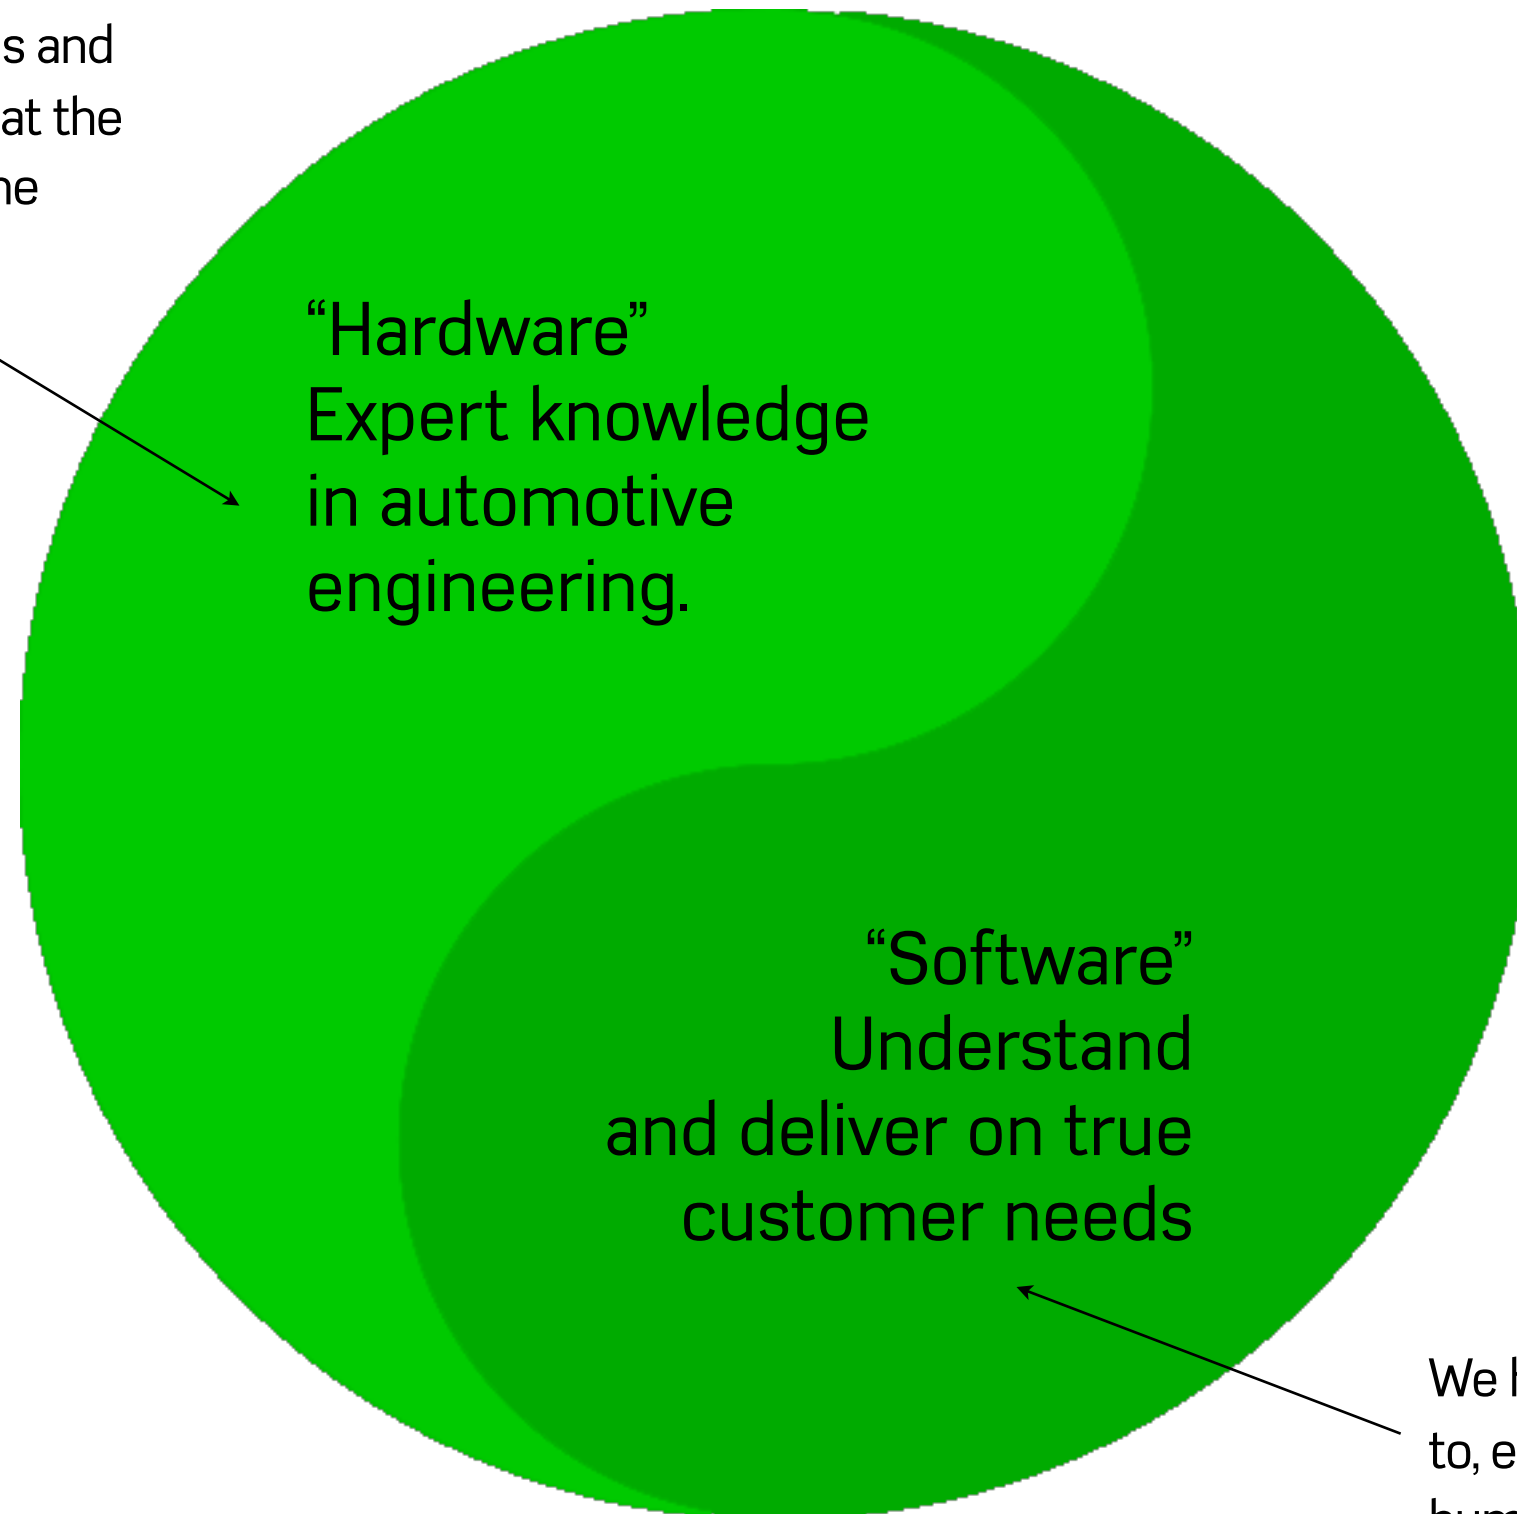 s and
at the
“Hardware”
Expert knowledge
in automotive
engineering.
“Software”
Understand
and deliver on true
customer needs
We
to,